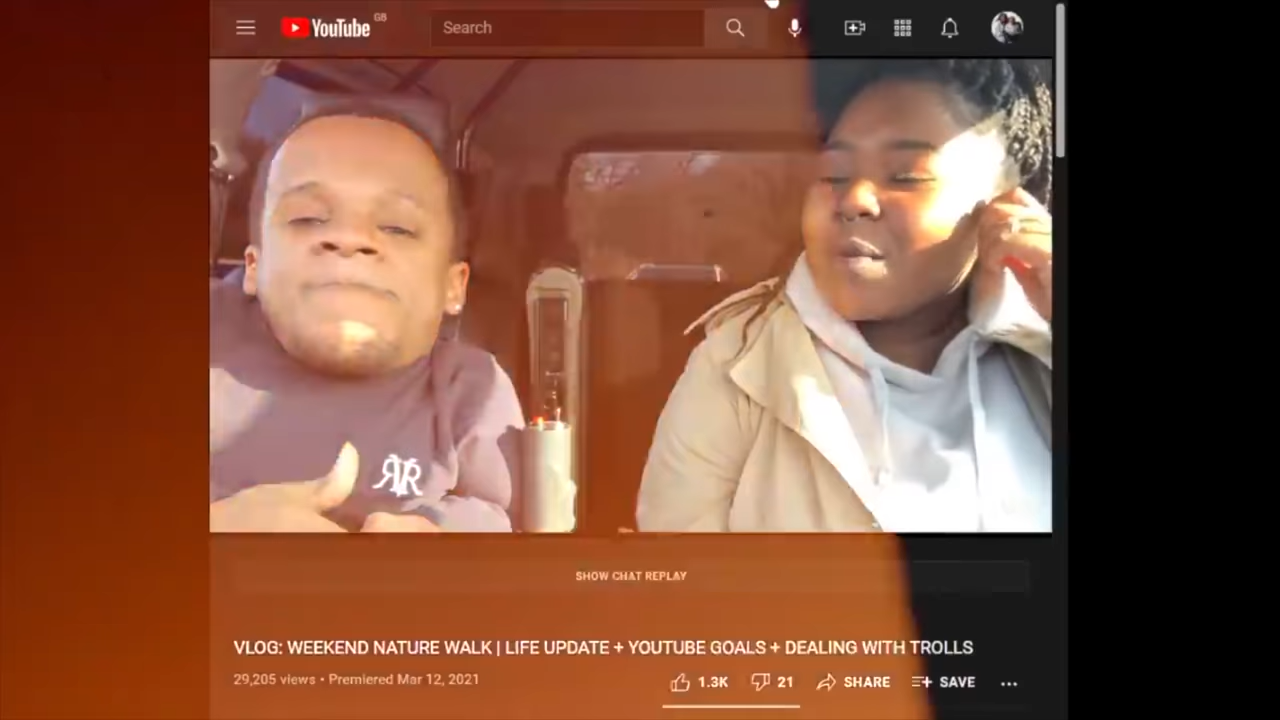 YouTube GB
Search
RR
SHOW CHAT REPLAY
VLOG: WEEKEND NATURE WALK | LIFE UPDATE + YOUTUBE GOALS + DEALING WITH TROLLS
29,205 views • Premiered Mar 12, 2021
1.3K 21 SHARE SAVE